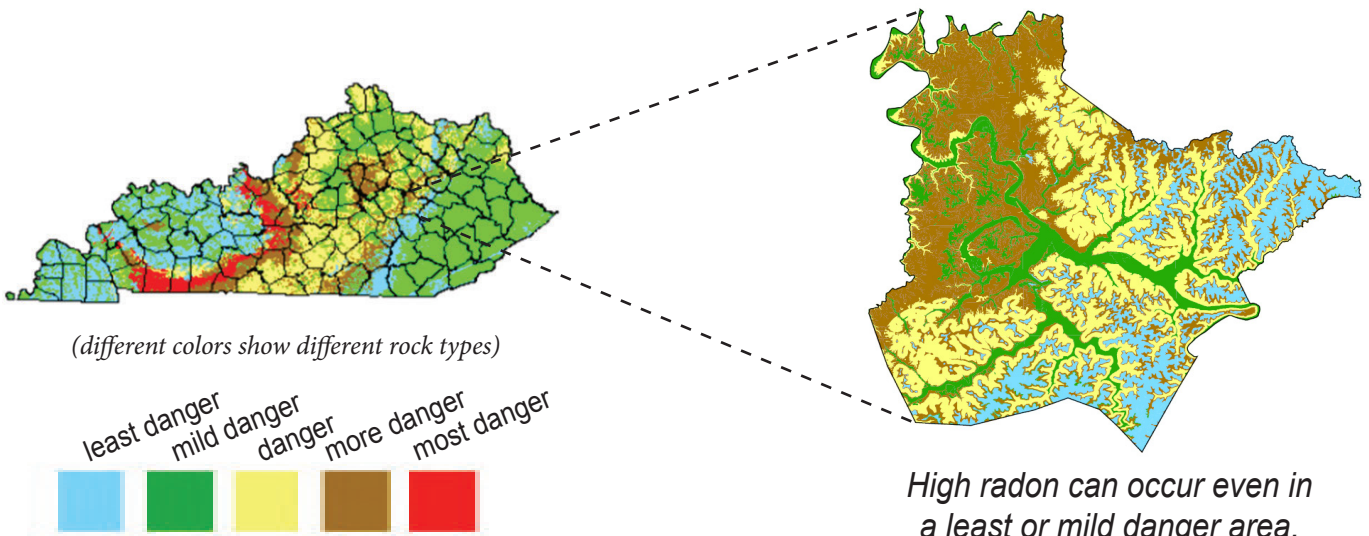 (different colors show different rock types)
least danger
mild danger
danger
more danger
most danger
High radon can occur even in
a least or mild danger area.